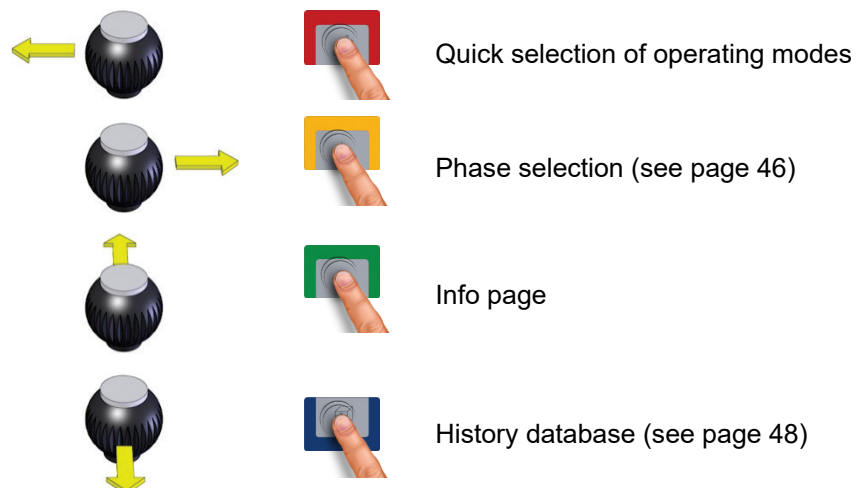 Quick selection of operating modes
Phase selection (see page 46)
Info page
History database (see page 48)